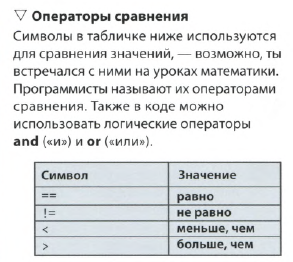 ▽ Операторы сравнения
Символы в табличке ниже используются
для сравнения значений, — возможно, ты
встречался с ними на уроках математики.
Программисты называют их операторами
сравнения. Также в коде можно
использовать логические операторы
and («и») и or («или»).
Символ Значение
== равно
!= не равно
< меньше, чем
> больше, чем